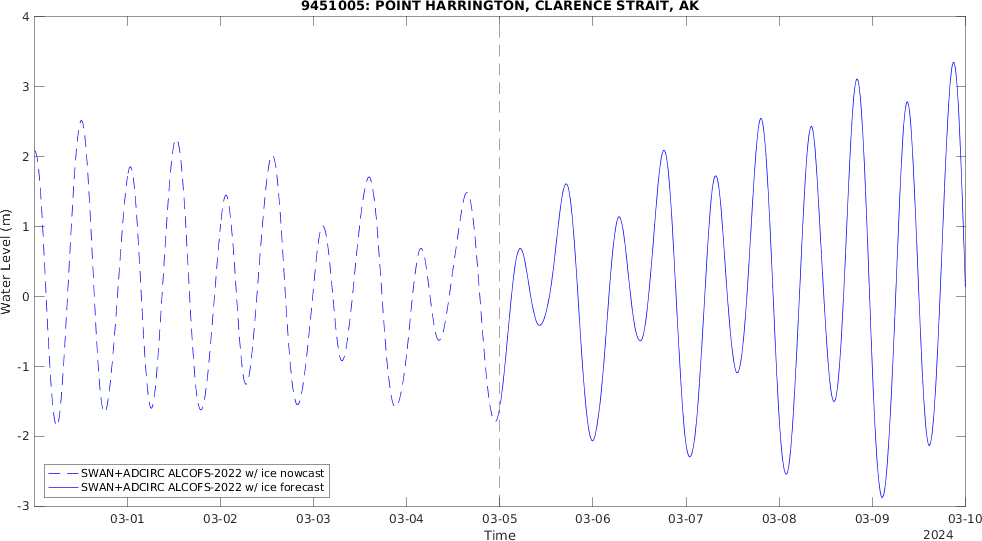 9451005: POINT HARRINGTON, CLARENCE STRAIT, AK
4
3
2
1
0
-1
-2
-3
Water Level (m)
SWAN+ADCIRC ALCOFS-2022 w/ ice nowcast
SWAN+ADCIRC ALCOFS-2022 w/ ice forecast
03-01 03-02 03-03 03-04 03-05 03-06 03-07 03-08 03-09 03-10
Time
2024